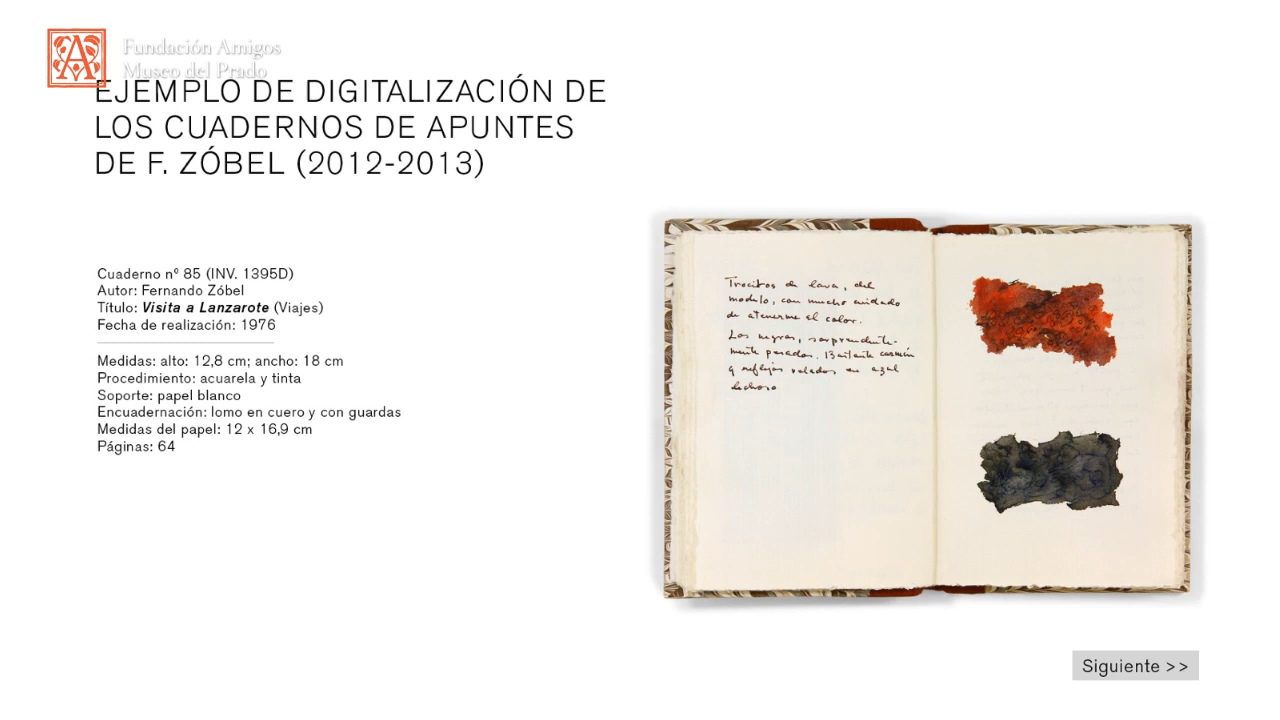 Fundación Amigos
Museo del Prado
EJEMPLO DE DIGITALIZACIÓN DE
LOS CUADERNOS DE APUNTES
DE F. ZÓBEL (2012-2013)
Cuaderno nº 85 (INV. 1395D)
Autor: Fernando Zóbel
Título: Visita a Lanzarote (Viajes)
Fecha de realización: 1976
Medidas: alto: 12,8 cm; ancho: 18 cm
Procedimiento: acuarela y tinta
Soporte: papel blanco
Encuadernación: lomo en cuero y con guardas
Medidas del papel: 12 x 16,9 cm
Páginas: 64
Trocitos de lava, del
modelo, con mucho cuidado
de atenerme al color.
Los negros, sorprendente-
mente pesados. Bastante carmín
y reflejos velados en azul
lechoso
Siguiente >>